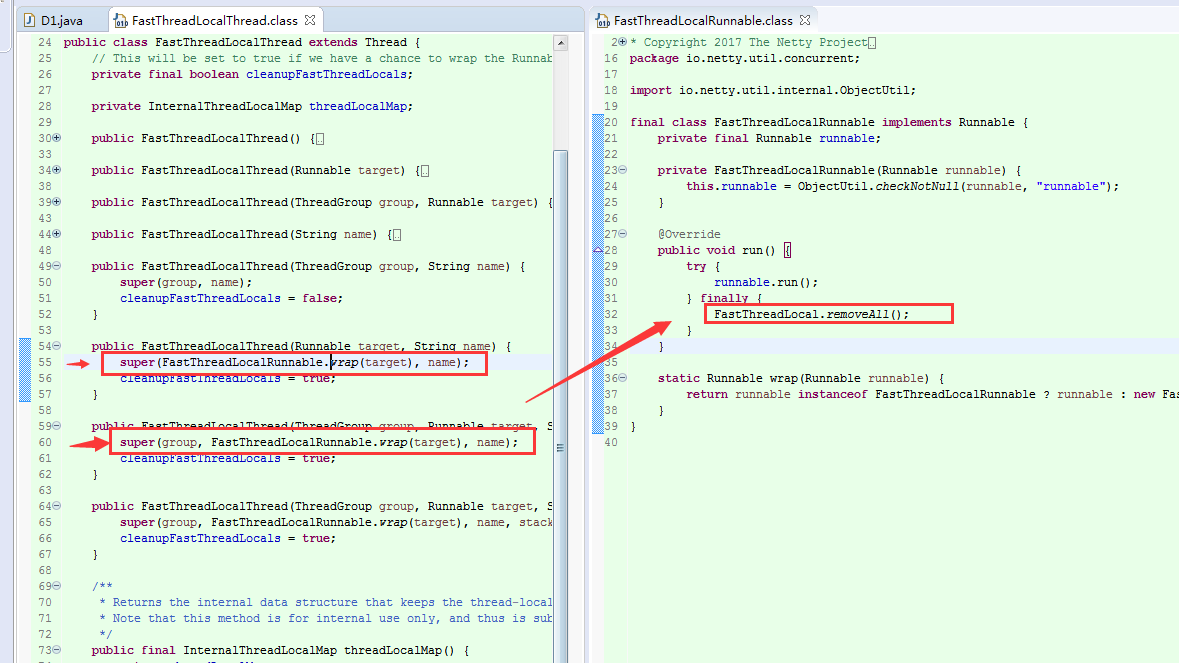 D1.java
FastThreadLocalThread.class
24 public class FastThreadLocalThread extends Thread {
25 // This will be set to true if we have a chance to wrap the Runna
26 private final boolean cleanupFastThreadLocals;
27
28 private InternalThreadLocalMap threadLocalMap;
29
30 public FastThreadLocalThread() {
33
34 public FastThreadLocalThread(Runnable target) {
38
39 public FastThreadLocalThread(ThreadGroup group, Runnable target) {
43
44 public FastThreadLocalThread(String name) {
48
49 public FastThreadLocalThread(ThreadGroup group, String name) {
50 super(group, name);
51 cleanupFastThreadLocals = false;
52 }
53
54 public FastThreadLocalThread(Runnable target, String name) {
55 super(FastThreadLocalRunnable.wrap(target), name);
56 cleanupFastThreadLocals = true;
57 }
58
59 public FastThreadLocalThread(ThreadGroup group, Runnable target, S
60 super(group, FastThreadLocalRunnable.wrap(target), name);
61 cleanupFastThreadLocals = true;
62 }
63
64 public FastThreadLocalThread(ThreadGroup group, Runnable target, S
65 super(group, FastThreadLocalRunnable.wrap(target), name, stack
66 cleanupFastThreadLocals = true;
67 }
68
69 /**
70 * Returns the internal data structure that keeps the thread-local
71 * Note that this method is for internal use only, and thus is sub
72 */
73 public final InternalThreadLocalMap threadLocalMap() {
FastThreadLocalRunnable.class
2 * Copyright 2017 The Netty Project
16 package io.netty.util.concurrent;
17
18 import io.netty.util.internal.ObjectUtil;
19
20 final class FastThreadLocalRunnable implements Runnable {
21 private final Runnable runnable;
22
23 private FastThreadLocalRunnable(Runnable runnable) {
24 this.runnable = ObjectUtil.checkNotNull(runnable, "runnable");
25 }
26
27 @Override
28 public void run() {
29 try {
30 runnable.run();
31 } finally {
32 FastThreadLocal.removeAll();
33 }
34 }
35
36 static Runnable wrap(Runnable runnable) {
37 return runnable instanceof FastThreadLocalRunnable ? runnable : new Fas
38 }
39 }
40